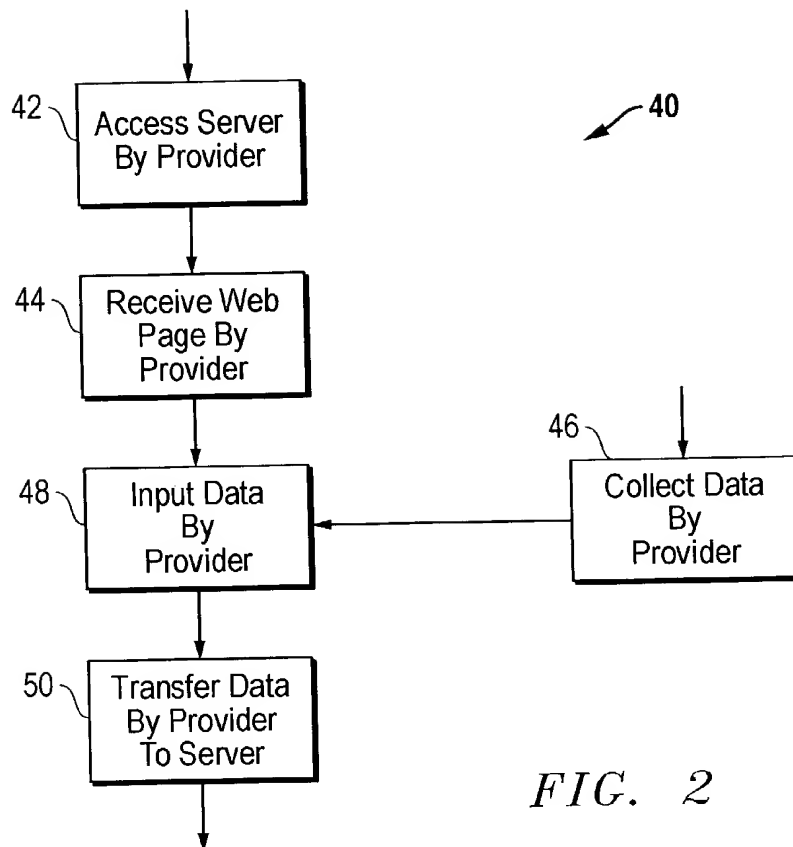 42
Access Server
By Provider
40
44
Receive Web
Page By
Provider
46
Collect Data
By
Provider
48
Input Data
By
Provider
50
Transfer Data
By Provider
To Server
FIG. 2